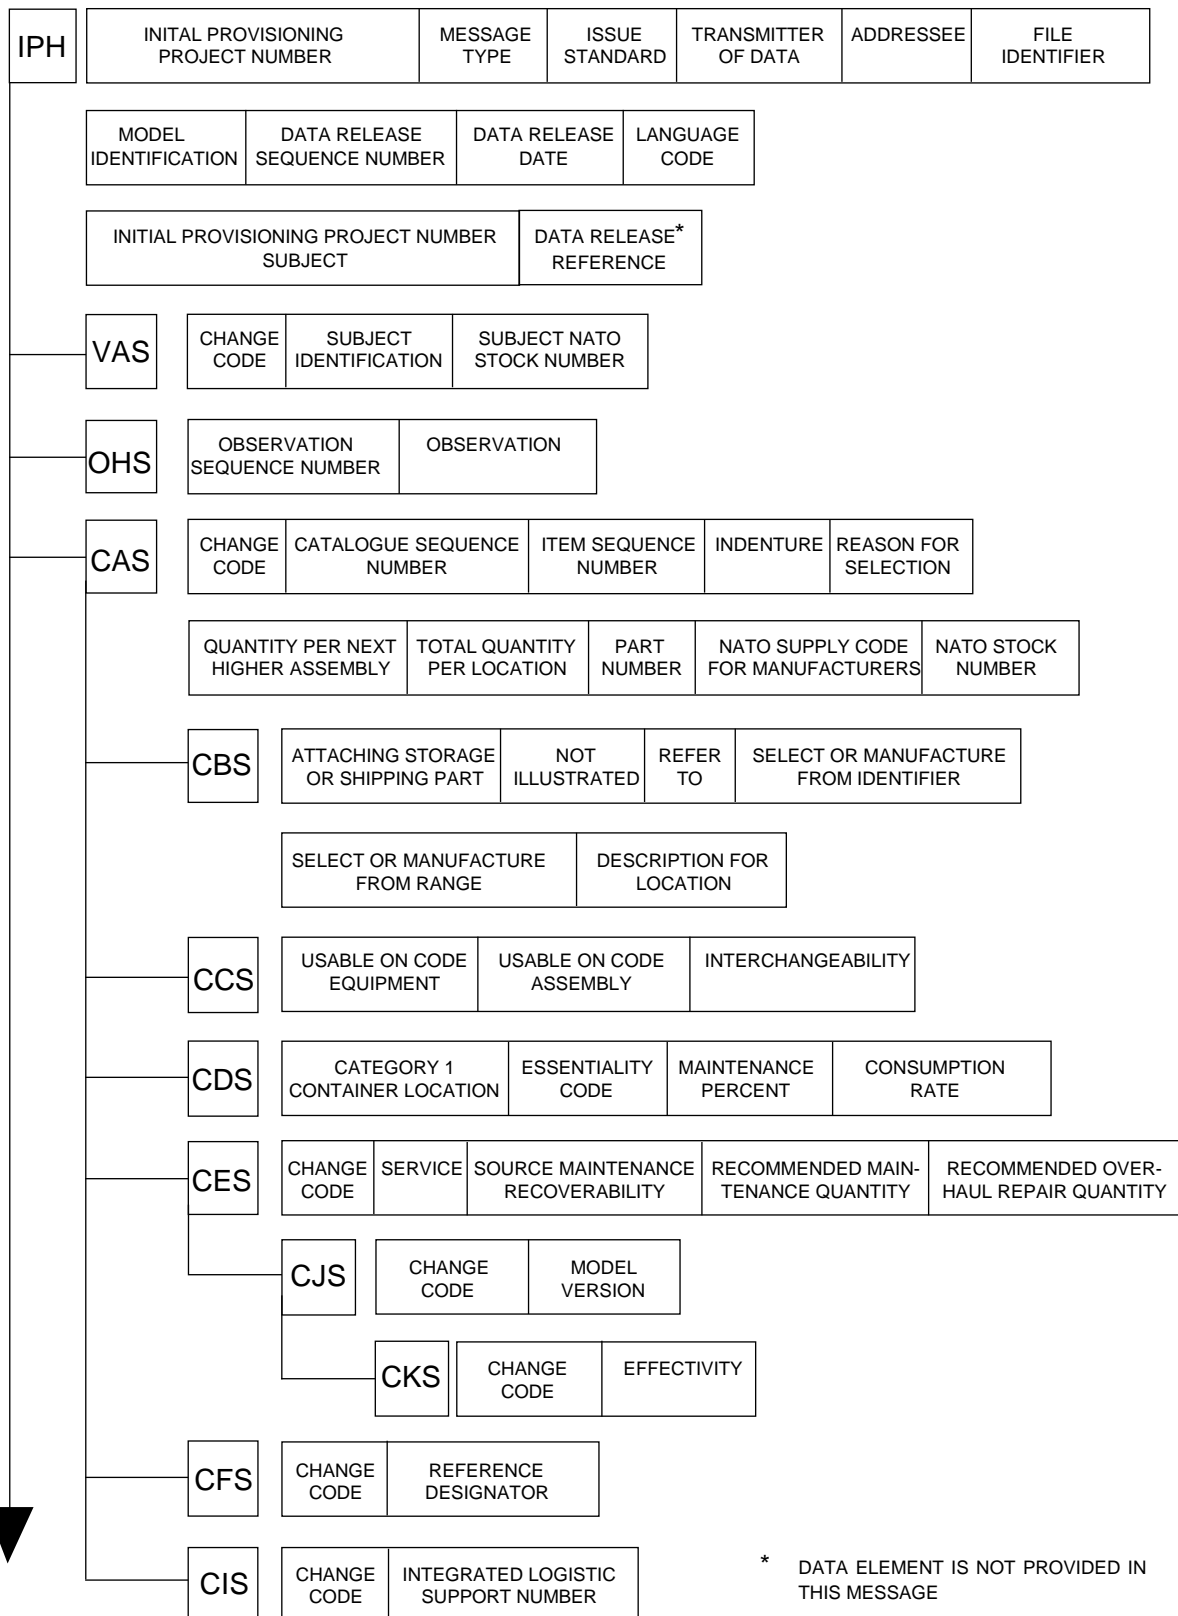 IPH
INITAL PROVISIONING
PROJECT NUMBER
MESSAGE
TYPE
ISSUE
STANDARD
TRANSMITTER
OF DATA
ADDRESSEE
FILE
IDENTIFIER
MODEL
IDENTIFICATION
DATA RELEASE
SEQUENCE NUMBER
DATA RELEASE
DATE
LANGUAGE
CODE
INITIAL PROVISIONING PROJECT NUMBER
SUBJECT
DATA RELEASE*
REFERENCE
VAS
CHANGE
CODE
SUBJECT
IDENTIFICATION
SUBJECT NATO
STOCK NUMBER
OHS
OBSERVATION
SEQUENCE NUMBER
OBSERVATION
CAS
CHANGE
CODE
CATALOGUE SEQUENCE
NUMBER
ITEM SEQUENCE
NUMBER
INDENTURE
REASON FOR
SELECTION
QUANTITY PER NEXT
HIGHER ASSEMBLY
TOTAL QUANTITY
PER LOCATION
PART
NUMBER
NATO SUPPLY CODE
FOR MANUFACTURERS
NATO STOCK
NUMBER
CBS
ATTACHING STORAGE
OR SHIPPING PART
NOT
ILLUSTRATED
REFER
TO
SELECT OR MANUFACTURE
FROM IDENTIFIER
SELECT OR MANUFACTURE
FROM RANGE
DESCRIPTION FOR
LOCATION
CCS
USABLE ON CODE
EQUIPMENT
USABLE ON CODE
ASSEMBLY
INTERCHANGEABILITY
CDS
CATEGORY 1
CONTAINER LOCATION
ESSENTIALITY
CODE
MAINTENANCE
PERCENT
CONSUMPTION
RATE
CES
CHANGE
CODE
SERVICE
SOURCE MAINTENANCE
RECOVERABILITY
RECOMMENDED MAIN-
TENANCE QUANTITY
RECOMMENDED OVER-
HAUL REPAIR QUANTITY
CJS
CHANGE
CODE
MODEL
VERSION
CKS
CHANGE
CODE
EFFECTIVITY
CFS
CHANGE
CODE
REFERENCE
DESIGNATOR
CIS
CHANGE
CODE
INTEGRATED LOGISTIC
SUPPORT NUMBER
* DATA ELEMENT IS NOT PROVIDED IN
THIS MESSAGE